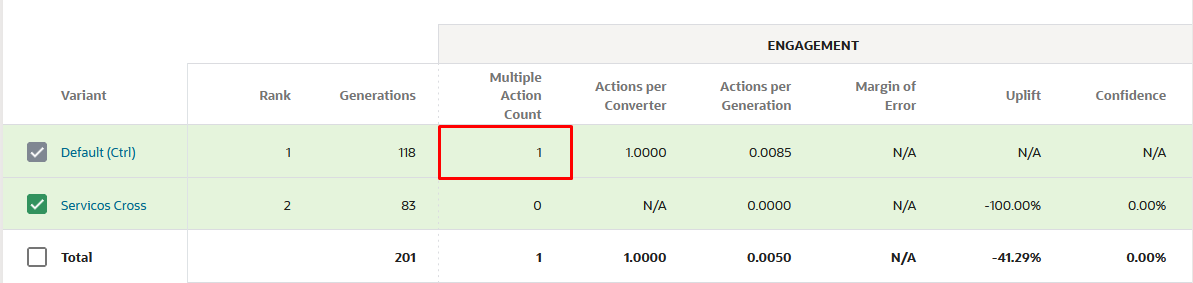 ENGAGEMENT
Variant Rank Generations Multiple Action Count Actions per Converter Actions per Generation Margin of Error Uplift Confidence
Default (Ctrl) 1 118 1 1.0000 0.0085 N/A N/A N/A
Servicos Cross 2 83 0 N/A 0.0000 N/A -100.00% 0.00%
Total 201 1 1.0000 0.0050 N/A -41.29% 0.00%